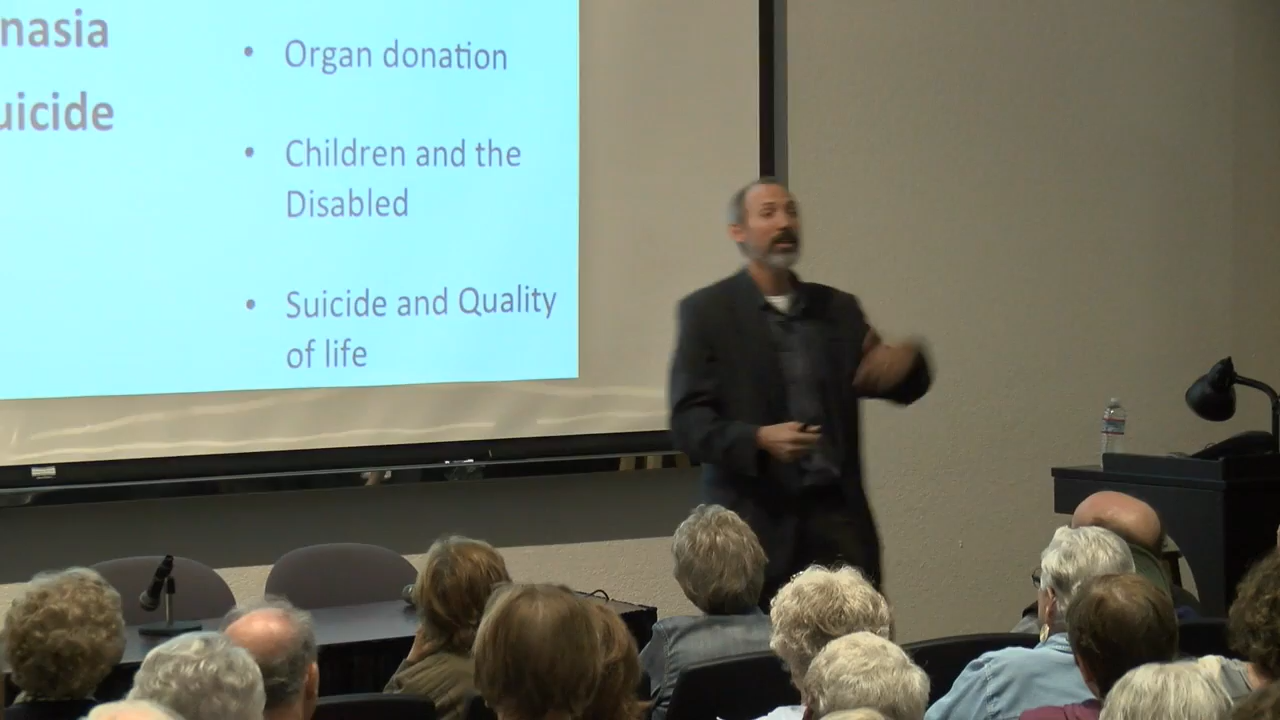 nasia
uicide
• Organ donation
• Children and the
Disabled
• Suicide and Quality
of life